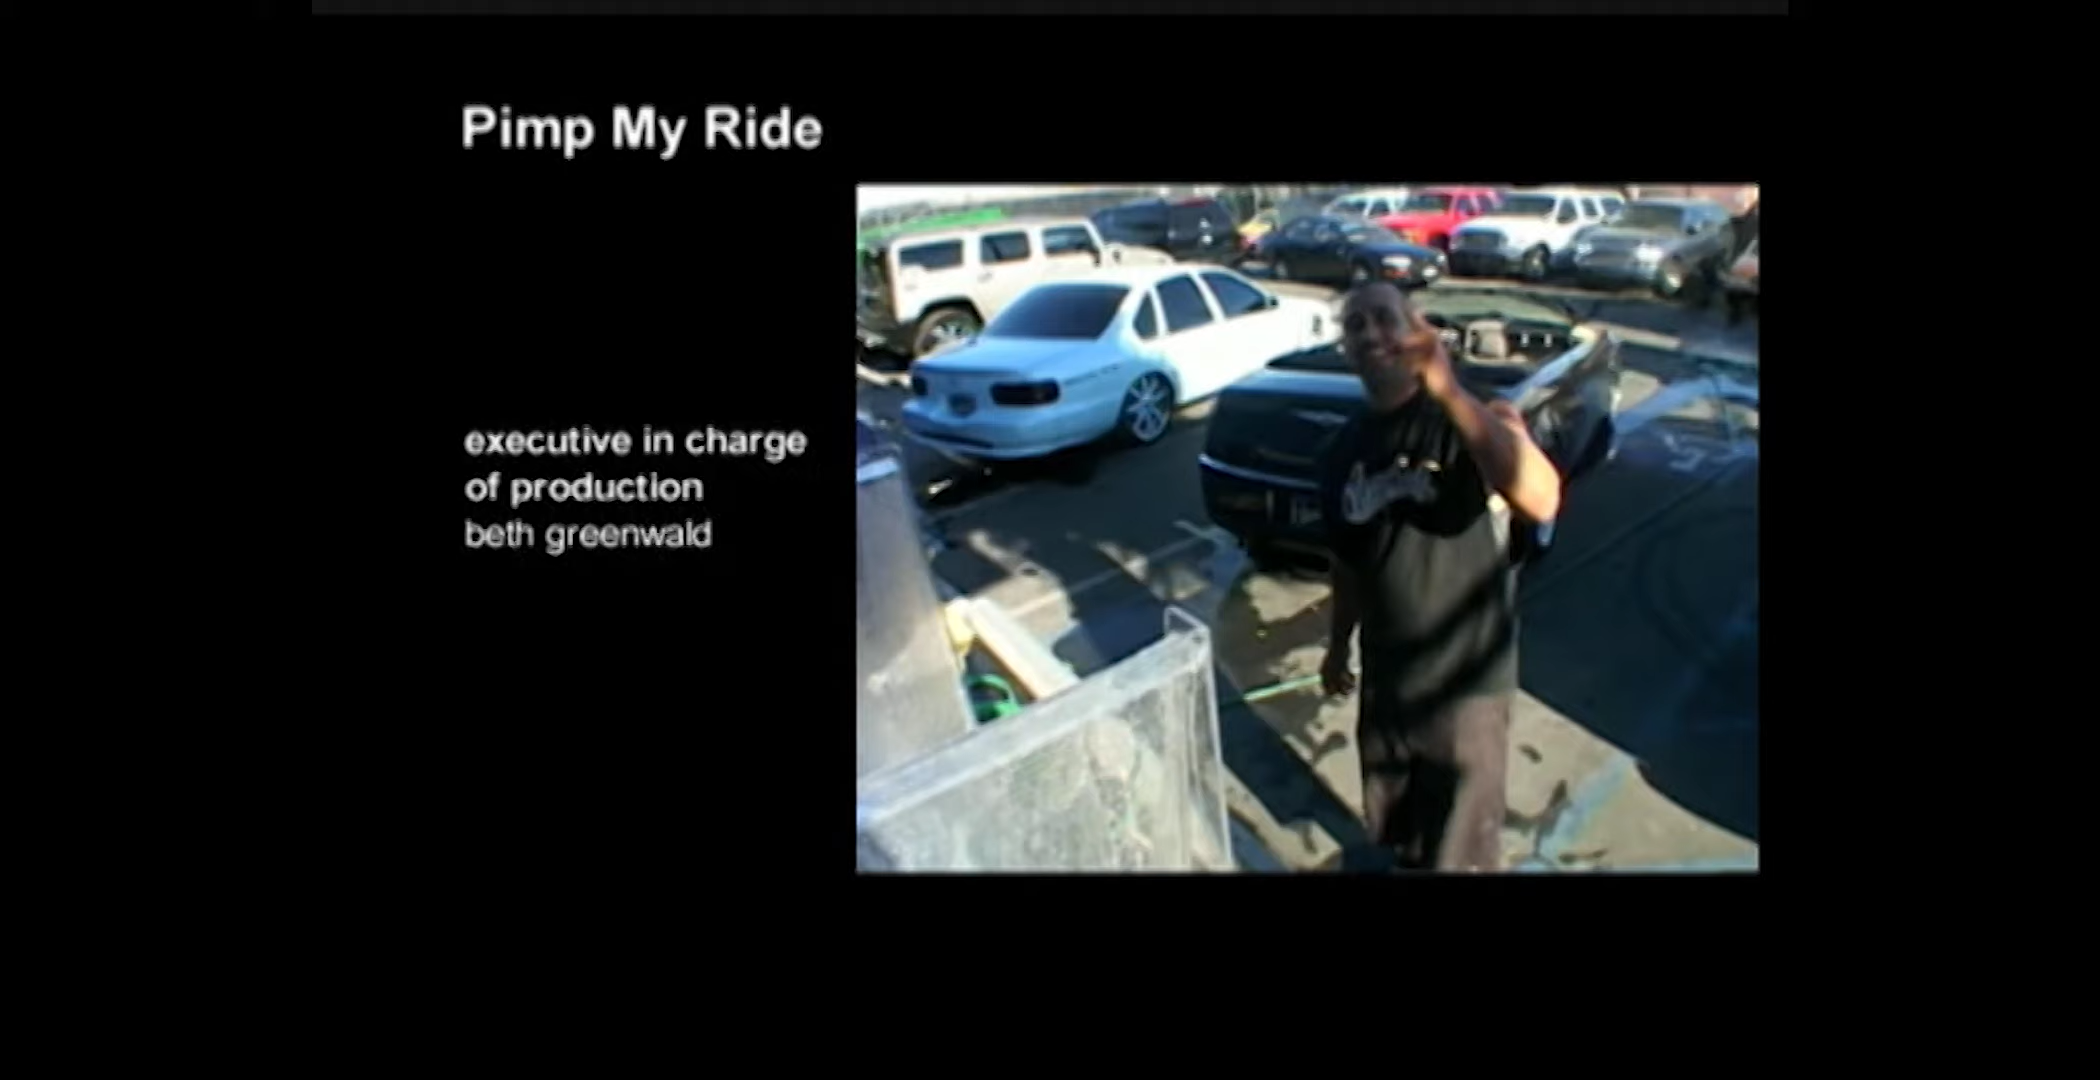 Pimp My Ride
executive in charge
of production
beth greenwald